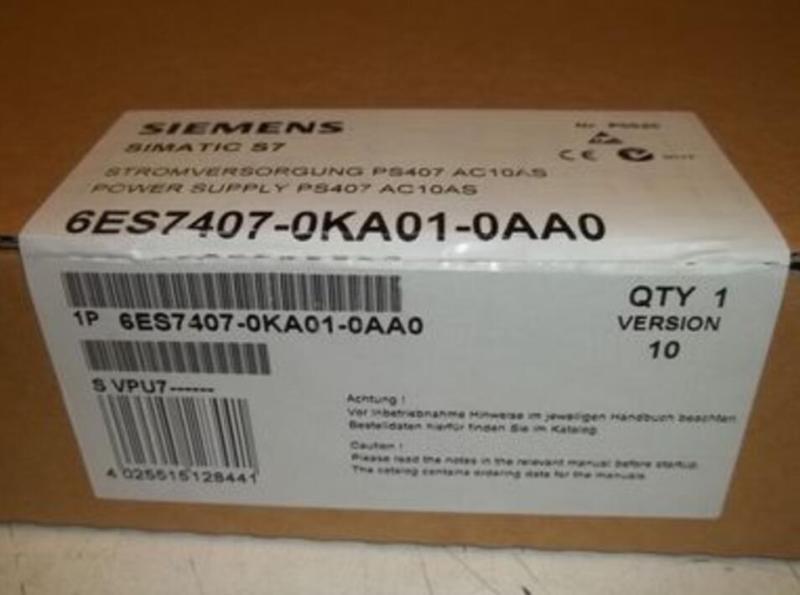 SIEMENS
SIMATIC S7
STROMVERSORGUNG PS407 AC10AS
POWER SUPPLY PS407 AC10AS
6ES7407-0KA01-0AA0
CE
1P 6ES7407-0KA01-0AA0
QTY 1
VERSION
10
S VPU7------
4 025515128441
Achtung !
Vor Inbetriebnahme Hinweise im jeweiligen Handbuch beachten.
Bestelldaten hierfür finden Sie im Katalog.
Caution !
Please read the notes in the relevant manual before startup.
The catalog contains ordering data for the manuals.